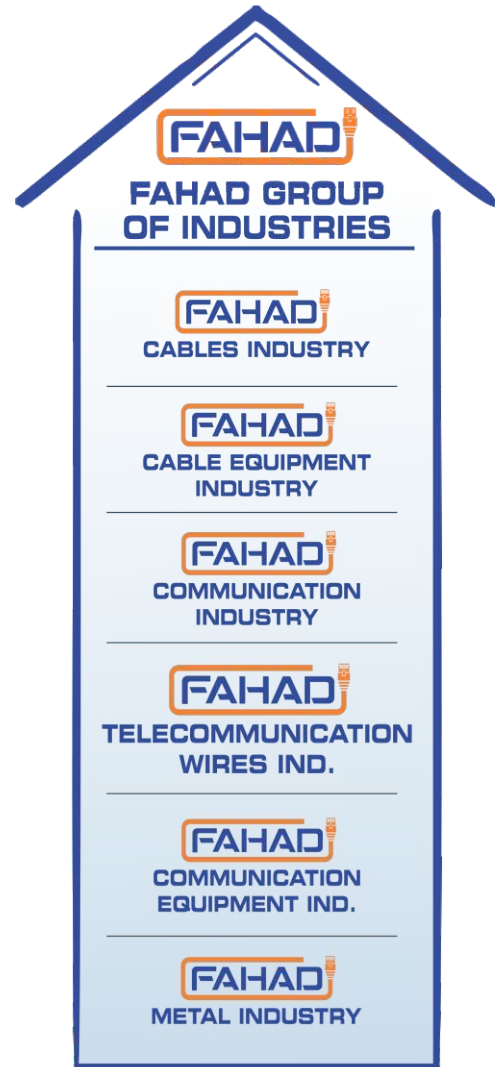 FAHAD
FAHAD GROUP
OF INDUSTRIES
FAHAD
CABLES INDUSTRY
FAHAD
CABLE EQUIPMENT
INDUSTRY
FAHAD
COMMUNICATION
INDUSTRY
FAHAD
TELECOMMUNICATION
WIRES IND.
FAHAD
COMMUNICATION
EQUIPMENT IND.
FAHAD
METAL INDUSTRY